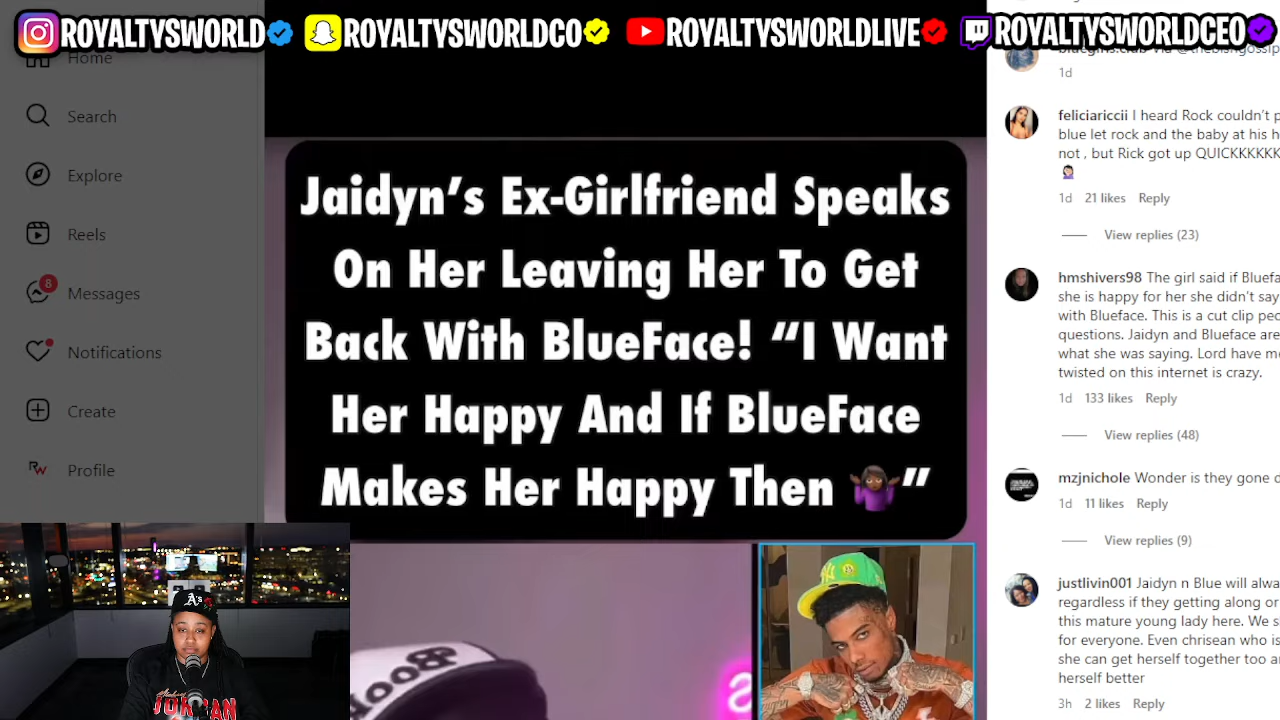 ROYALTYSWORLD
ROYALTYSWORLDCO
ROYALTYSWORLDLIVE
ROYALTYSWORLDCEO
Home
Search
Explore
Reels
8
Messages
Notifications
Create
RW
Profile
Jaidyn's Ex-Girlfriend Speaks
On Her Leaving Her To Get
Back With BlueFace! "I Want
Her Happy And If BlueFace
Makes Her Happy Then 🤷🏿‍♀️"
A's
JORDAN
1d
feliciariccii I heard Rock couldn't p
blue let rock and the baby at his h
not , but Rick got up QUICKKKKK
1d 21 likes Reply
View replies (23)
hmshivers98 The girl said if Bluefa
she is happy for her she didn't say
with Blueface. This is a cut clip peo
questions. Jaidyn and Blueface are
what she was saying. Lord have me
twisted on this internet is crazy.
1d 133 likes Reply
View replies (48)
mzjnichole Wonder is they gone o
1d 11 likes Reply
View replies (9)
justlivin001 Jaidyn n Blue will alwa
regardless if they getting along or
this mature young lady here. We s
for everyone. Even chrisean who is
she can get herself together too ar
herself better
3h 2 likes Reply